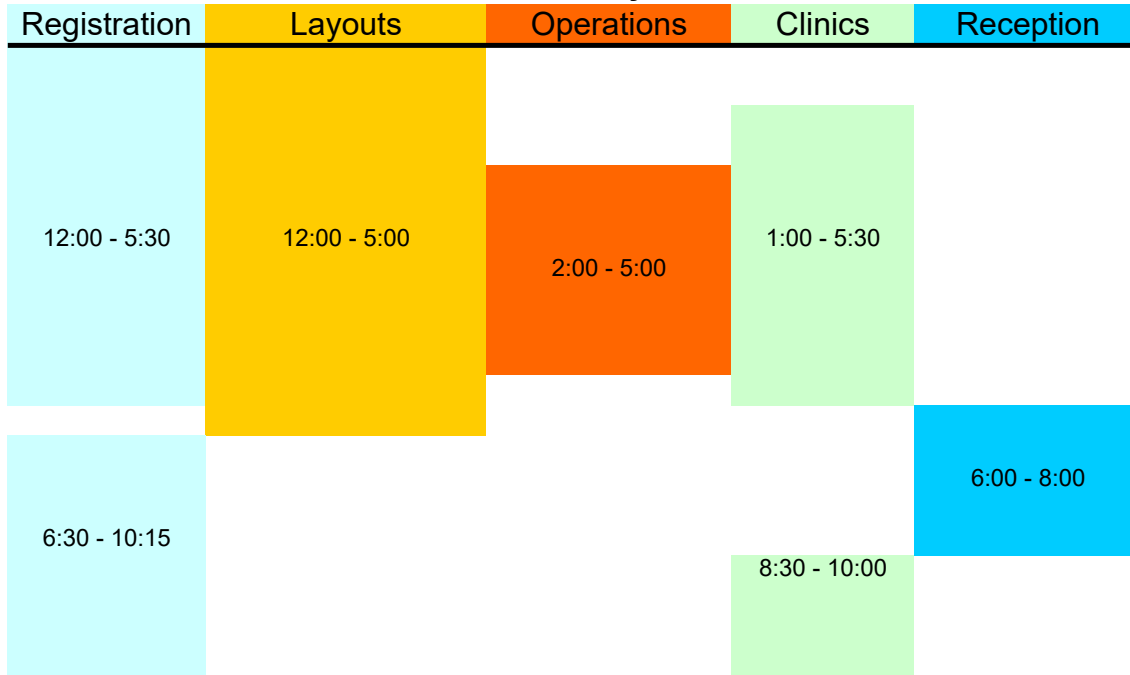 Registration Layouts Operations Clinics Reception
12:00 - 5:30 12:00 - 5:00 1:00 - 5:30
2:00 - 5:00
6:00 - 8:00
6:30 - 10:15
8:30 - 10:00